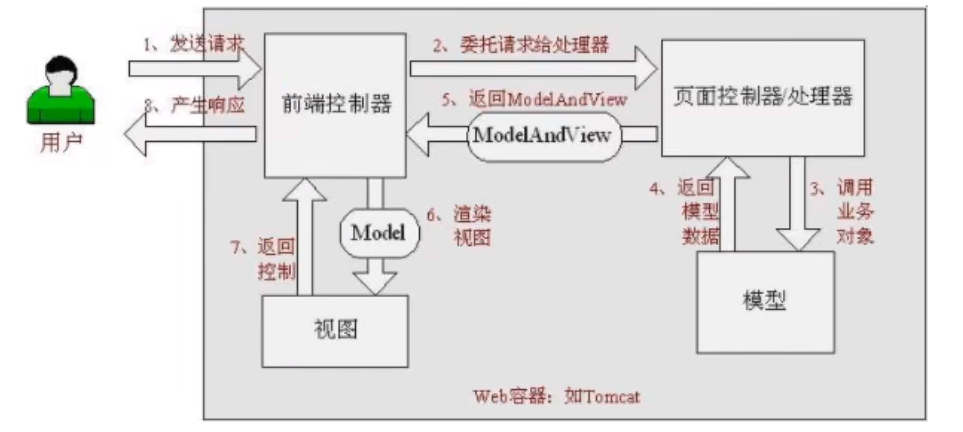 1、发送请求
2、委托请求给处理器
前端控制器
页面控制器/处理器
5、返回ModelAndView
8、产生响应
ModelAndView
用户
4、返回
模型
数据
3、调用
业务
对象
6、渲染
视图
Model
7、返回
控制
视图
模型
Web容器：如Tomcat